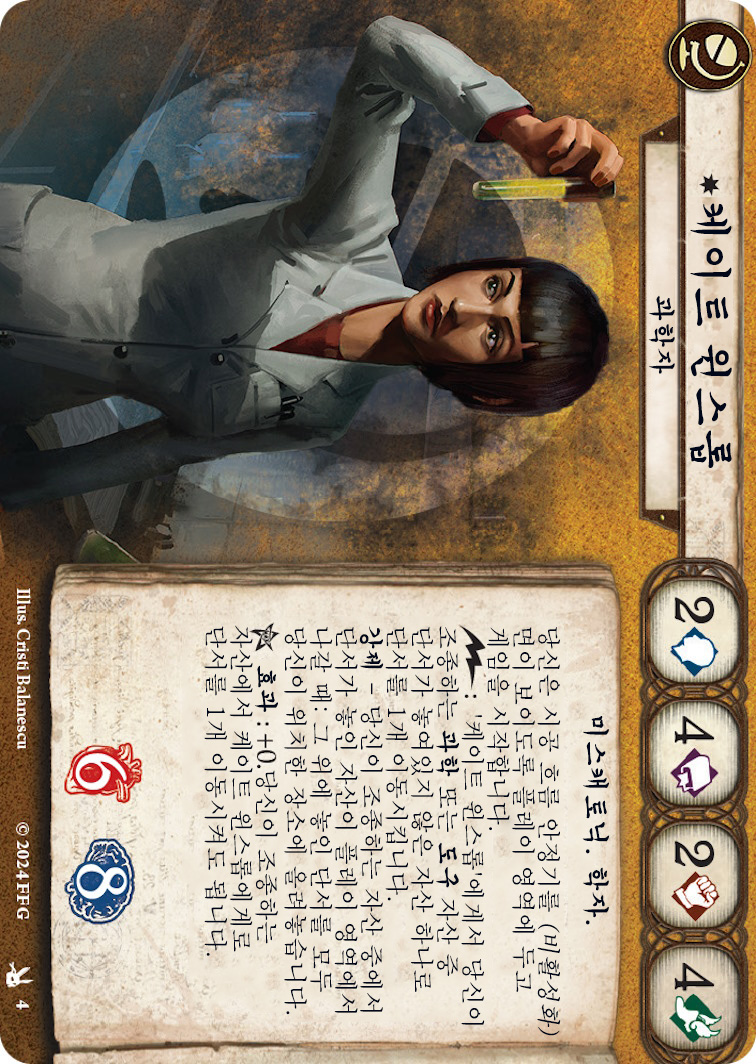 케이트 윈스롭
과학자
2
4
2
4
미스캐토닉. 학자.
당신은 시공 흐름 안정기를 (비활성화)
면이 보이도록 플레이 영역에 두고
게임을 시작합니다.
: '케이트 윈스롭'에게서 당신이
조종하는 과학 또는 도구 자산 중
단서가 놓여있지 않은 자산 하나로
단서를 1개 이동시킵니다.
강제 – 당신이 조종하는 자산 중에서
단서가 놓인 자산이 플레이 영역에서
나갈 때: 그 위에 놓인 단서를 모두
당신이 위치한 장소에 올려놓습니다.
효과: +0. 당신이 조종하는
자산에서 케이트 윈스롭에게로
단서를 1개 이동시켜도 됩니다.
6
8
Illus. Cristi Balanescu
© 2024 FFG
4